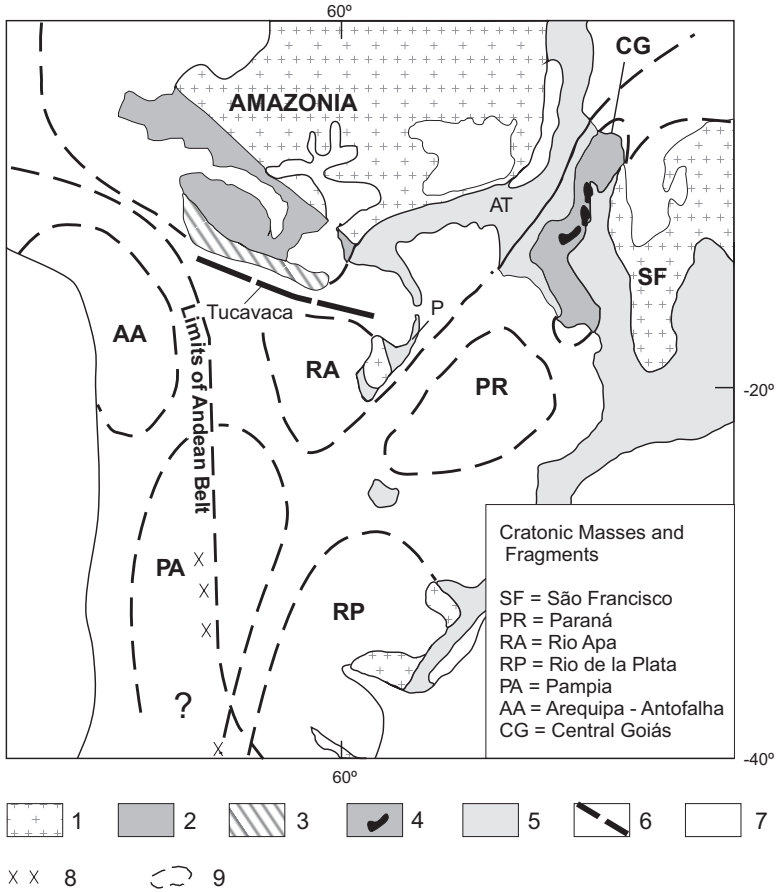 60º
CG
AMAZONIA
AT
SF
Tucavaca
P
AA
Limits of Andean Belt
RA
PR
-20º
PA
RP
?
Cratonic Masses and
Fragments
SF = São Francisco
PR = Paraná
RA = Rio Apa
RP = Rio de la Plata
PA = Pampia
AA = Arequipa - Antofalha
CG = Central Goiás
-40º
60º
1 2 3 4 5 6 7
x x 8 9